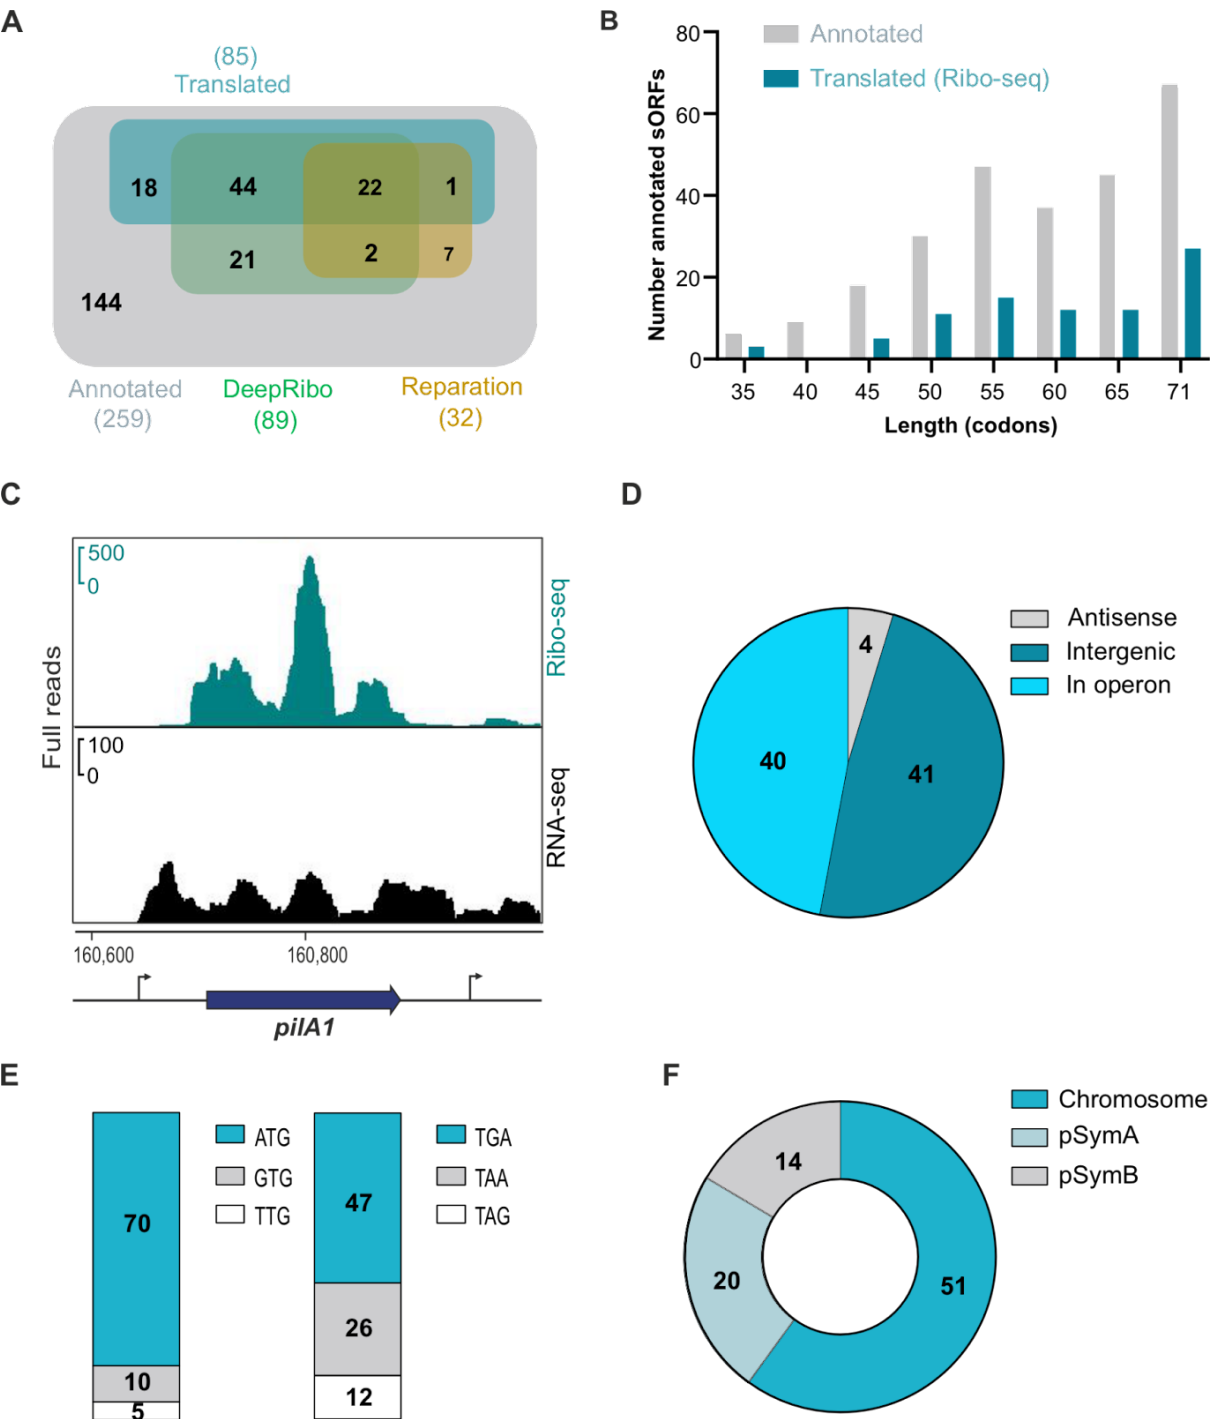 A
(85)
Translated
18
44
22
1
21
2
7
144
Annotated
(259)
DeepRibo
(89)
Reparation
(32)
B
Annotated
Translated (Ribo-seq)
Number annotated sORFs
80
60
40
20
0
35 40 45 50 55 60 65 71
Length (codons)
C
Full reads
500
0
Ribo-seq
100
0
RNA-seq
160,600 160,800
pilA1
D
4
41
40
Antisense
Intergenic
In operon
E
70
10
5
ATG
GTG
TTG
47
26
12
TGA
TAA
TAG
F
14
20
51
Chromosome
pSymA
pSymB